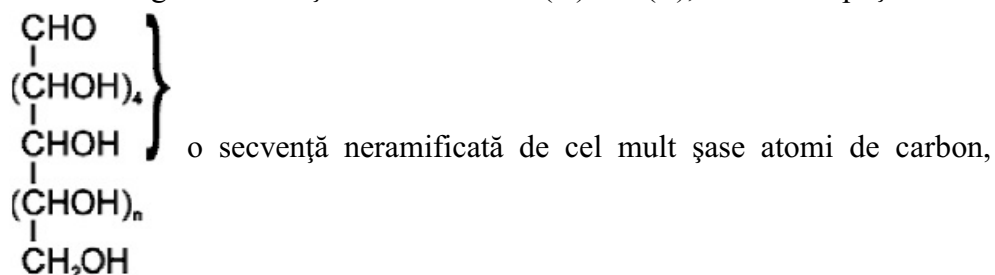 CHO
(CHOH)₄
CHOH
o secvenţă neramificată de cel mult şase atomi de carbon,
(CHOH)ₙ
CH₂OH